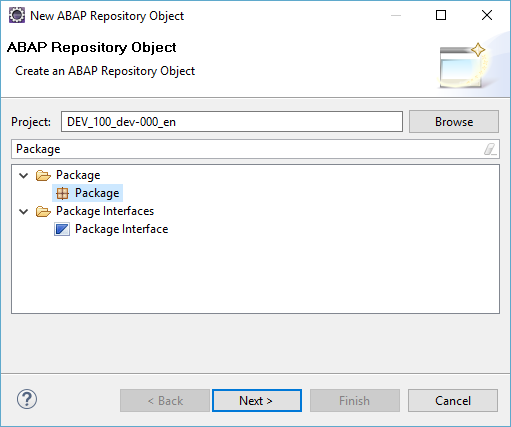 New ABAP Repository Object
ABAP Repository Object
Create an ABAP Repository Object
Project: DEV_100_dev-000_en Browse
Package
Package
Package
Package Interfaces
Package Interface
? < Back Next > Finish Cancel